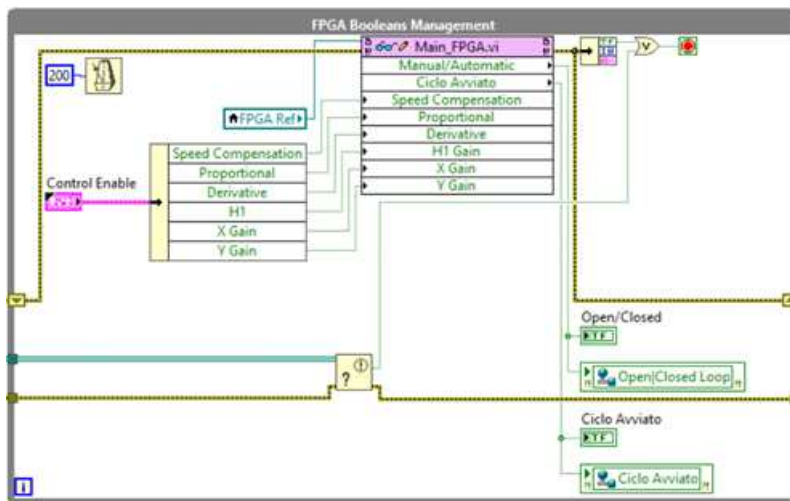 FPGA Booleans Management
Main_FPGA.vi
Manual/Automatic
Ciclo Avviato
Speed Compensation
Proportional
Derivative
H1 Gain
X Gain
Y Gain
200
FPGA Ref
Control Enable
Speed Compensation
Proportional
Derivative
H1
X Gain
Y Gain
Open/Closed
TF
Open|Closed Loop
Ciclo Avviato
TF
Ciclo Avviato
i